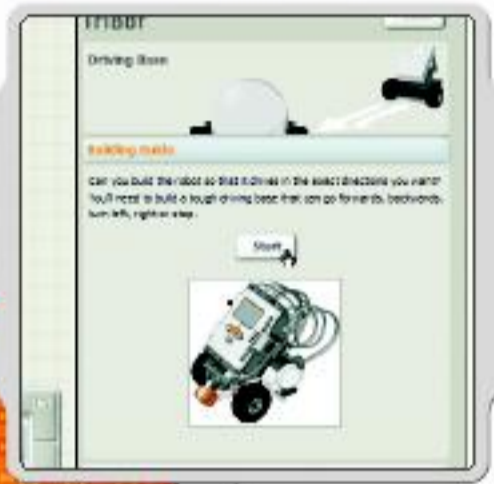 Tribot
Driving Base
Building Guide
Can you build the robot so that it drives in the exact directions you want?
You'll need to build a tough driving base that can go forwards, backwards,
turn left, right or stop.
Start